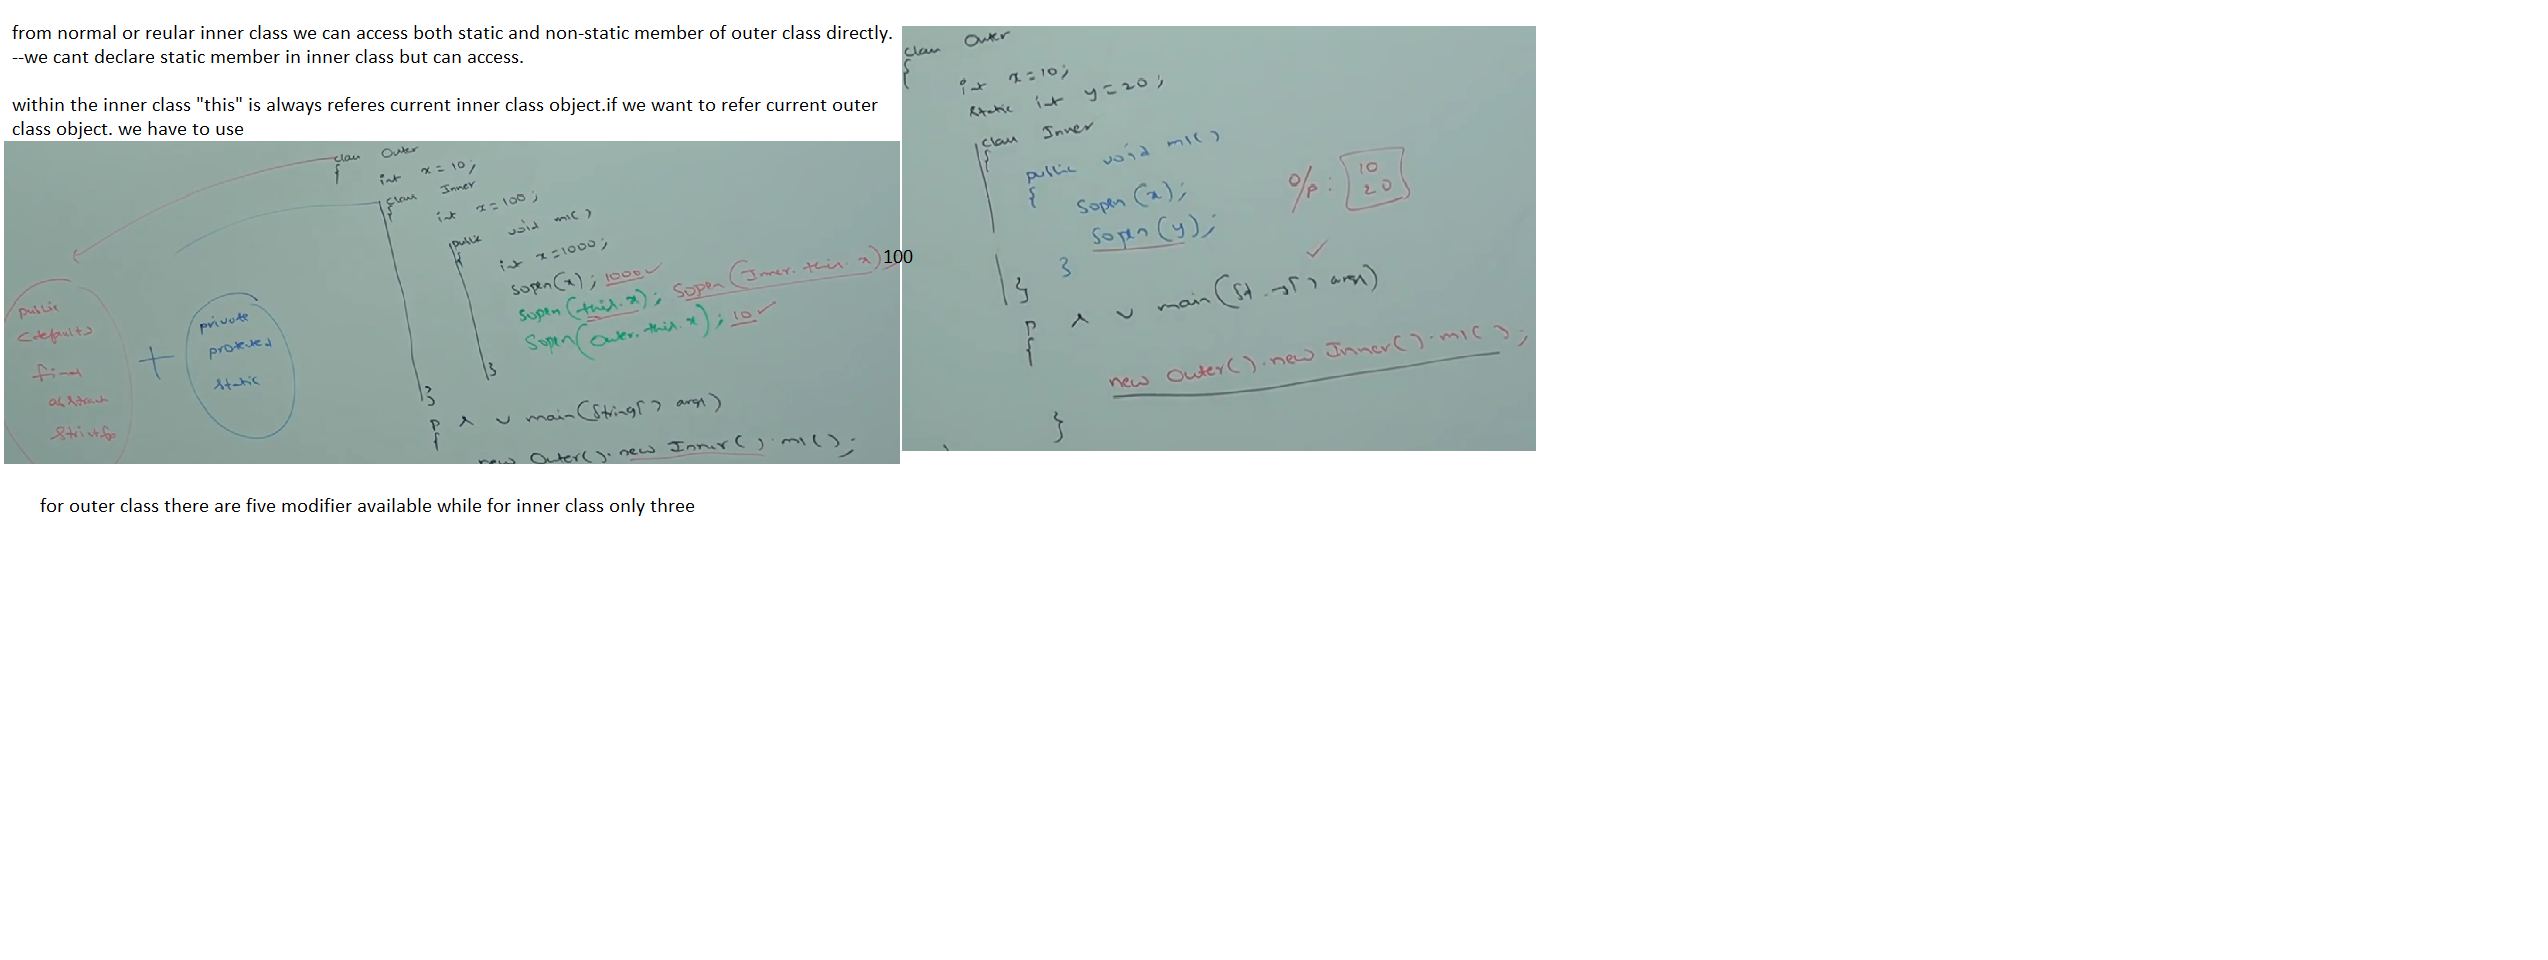 from normal or reular inner class we can access both static and non-static member of outer class directly.
--we cant declare static member in inner class but can access.
within the inner class "this" is always referes current inner class object.if we want to refer current outer
class object. we have to use
class Outer
{
int x=10;
class Inner
{
int x=100;
public void m1()
{
int x=1000;
sopln(x); 1000 ✓
sopln(this.x); sopln(Inner.this.x) 100
sopln(Outer.this.x); 10 ✓
}
}
p s v main(String[] args)
{
new Outer().new Inner().m1();
public
<default>
final
abstract
strictfp
+
private
protected
static
class Outer
{
int x=10;
static int y=20;
class Inner
{
public void m1()
{
sopln(x);
sopln(y);
}
}
o/p: 10
20
✓
p s v main(St..g[] args)
{
new Outer().new Inner().m1();
}
for outer class there are five modifier available while for inner class only three